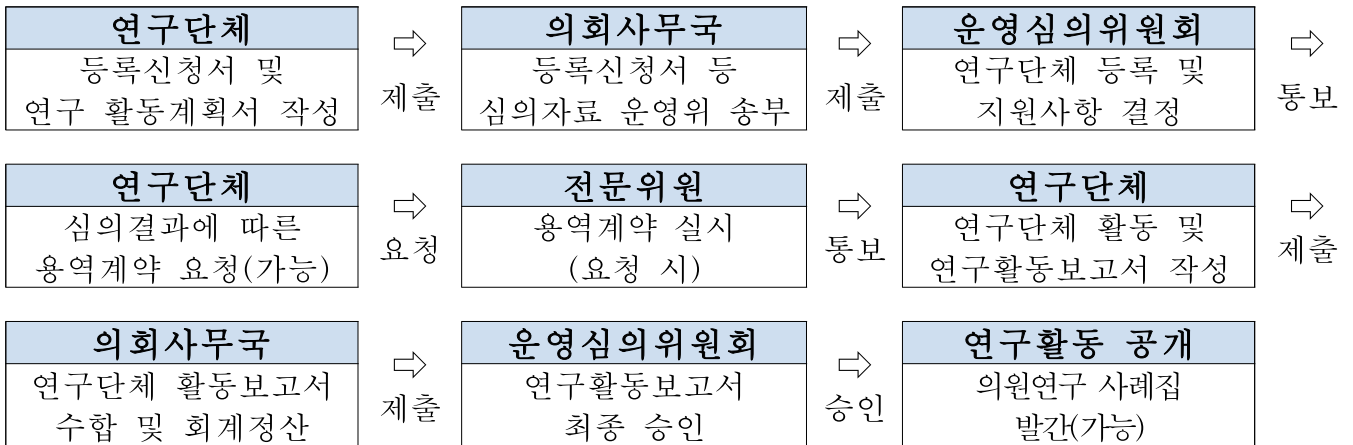 연구단체
등록신청서 및
연구 활동계획서 작성
⇨
제출
의회사무국
등록신청서 등
심의자료 운영위 송부
⇨
제출
운영심의위원회
연구단체 등록 및
지원사항 결정
⇨
통보
연구단체
심의결과에 따른
용역계약 요청(가능)
⇨
요청
전문위원
용역계약 실시
(요청 시)
⇨
통보
연구단체
연구단체 활동 및
연구활동보고서 작성
⇨
제출
의회사무국
연구단체 활동보고서
수합 및 회계정산
⇨
제출
운영심의위원회
연구활동보고서
최종 승인
⇨
승인
연구활동 공개
의원연구 사례집
발간(가능)